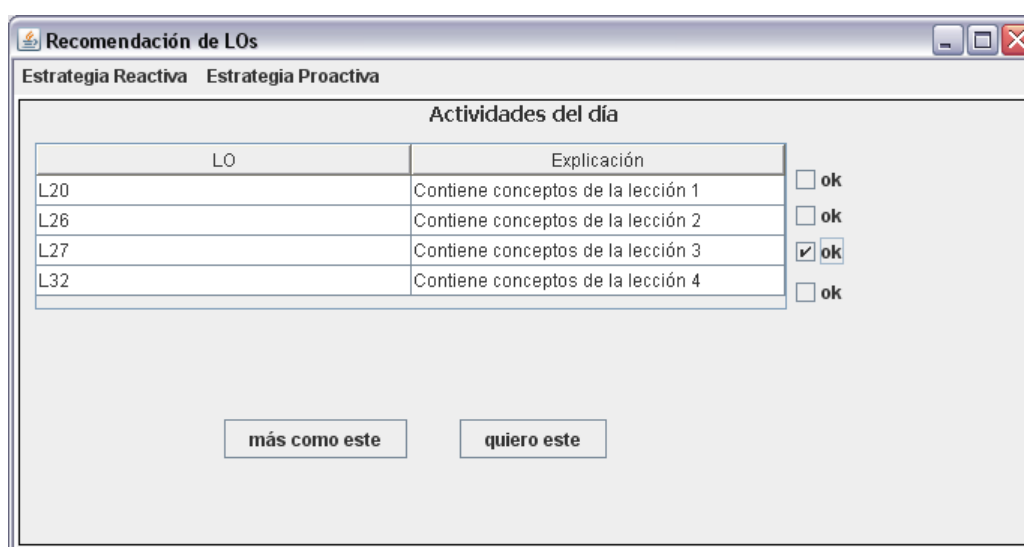 Recomendación de LOs
Estrategia Reactiva Estrategia Proactiva
Actividades del día
LO Explicación
L20 Contiene conceptos de la lección 1 ok
L26 Contiene conceptos de la lección 2 ok
L27 Contiene conceptos de la lección 3 ok
L32 Contiene conceptos de la lección 4 ok
más como este quiero este